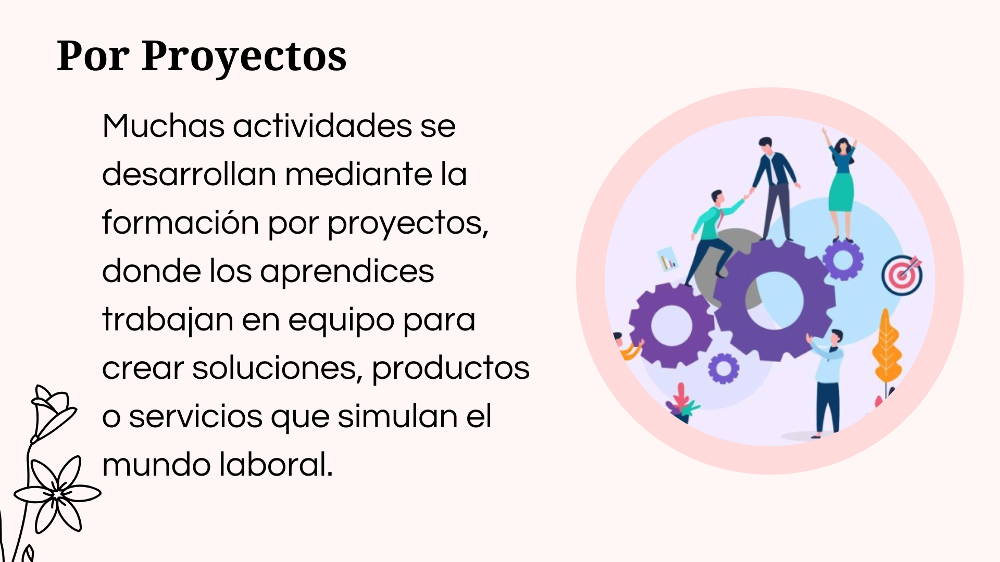 Por Proyectos
Muchas actividades se
desarrollan mediante la
formación por proyectos,
donde los aprendices
trabajan en equipo para
crear soluciones, productos
o servicios que simulan el
mundo laboral.